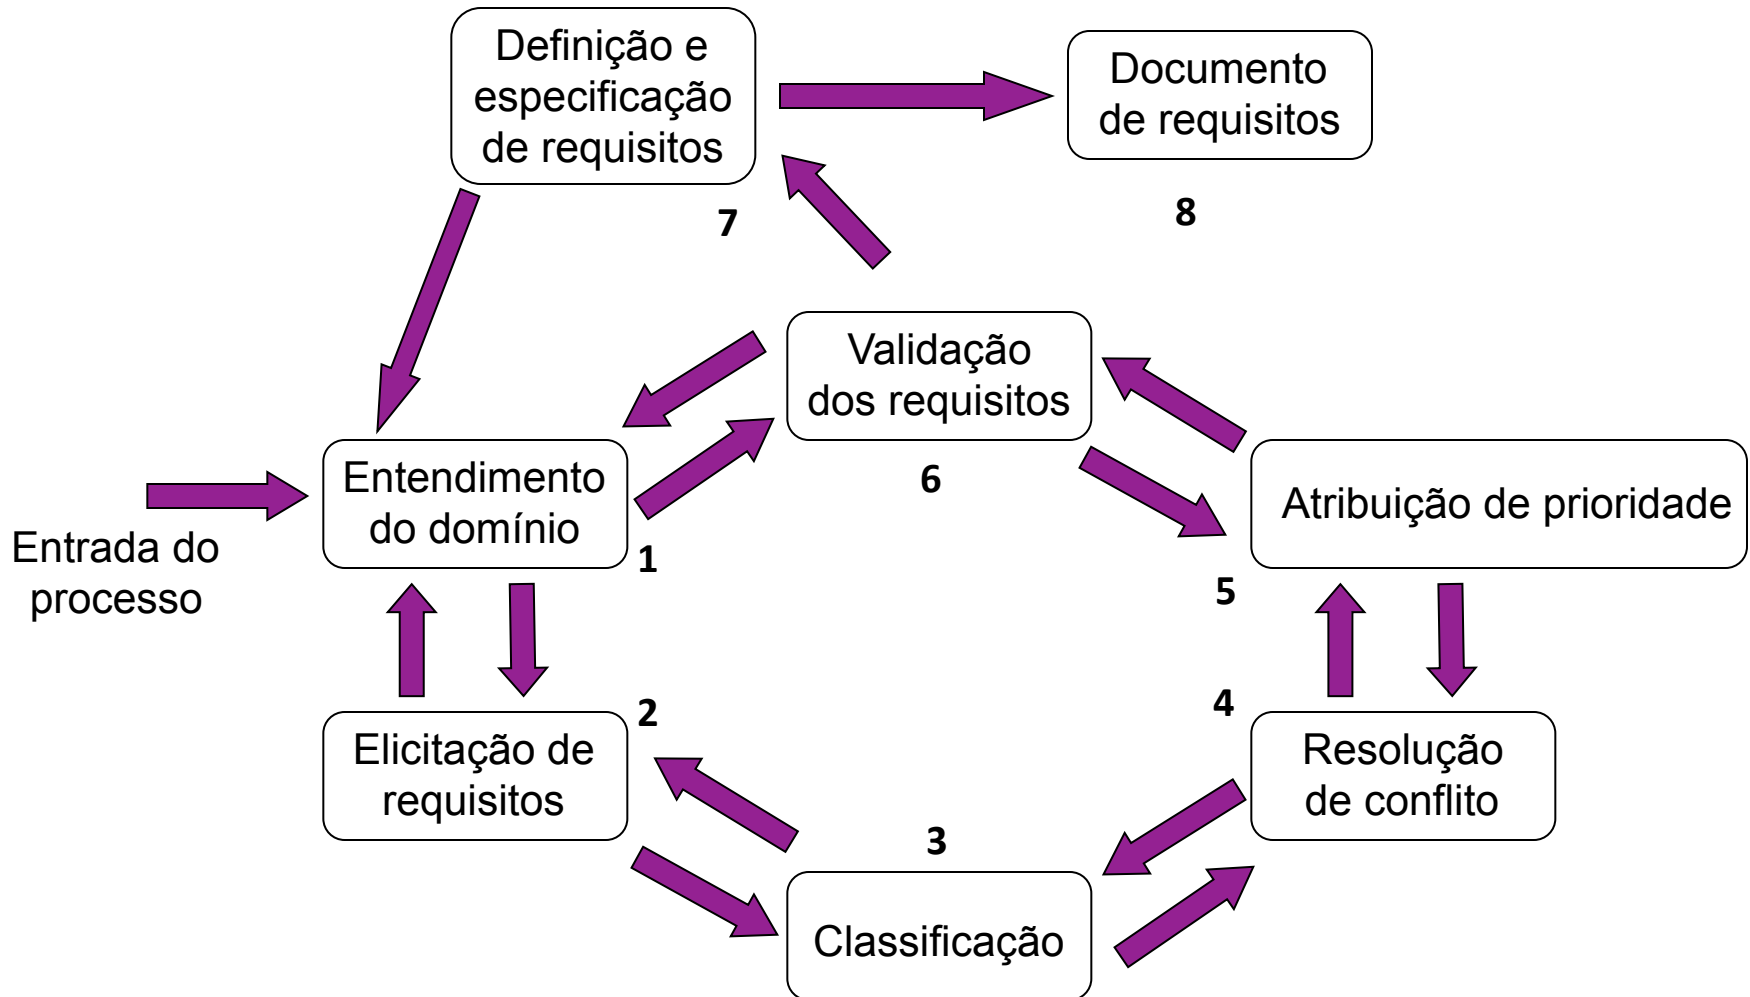 Definição e
especificação
de requisitos
7
Documento
de requisitos
8
Validação
dos requisitos
6
Entrada do
processo
Entendimento
do domínio
1
Atribuição de prioridade
5
Elicitação de
requisitos
2
Resolução
de conflito
4
3
Classificação